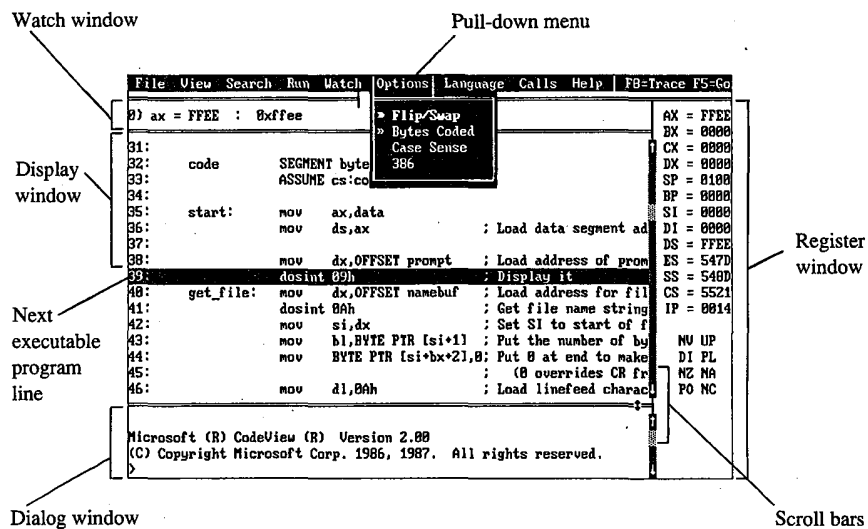 Watch window
Pull-down menu
File View Search Run Watch Options Language Calls Help F8=Trace F5=Go
0) ax = FFEE : 0xffee
» Flip/Swap
» Bytes Coded
Case Sense
386
Display window
31:
32: code SEGMENT byte
33: ASSUME cs:co
34:
35: start: mov ax,data
36: mov ds,ax ; Load data segment ad
37:
38: mov dx,OFFSET prompt ; Load address of prom
39: dosint 09h ; Display it
40: get_file: mov dx,OFFSET namebuf ; Load address for fil
41: dosint 0Ah ; Get file name string
42: mov si,dx ; Set SI to start of f
43: mov bl,BYTE PTR [si+1] ; Put the number of by
44: mov BYTE PTR [si+bx+2],0; Put 0 at end to make
45: ; (0 overrides CR fr
46: mov dl,0Ah ; Load linefeed charac
Next executable program line
AX = FFEE
BX = 0000
CX = 0000
DX = 0000
SP = 0100
BP = 0000
SI = 0000
DI = 0000
DS = FFEE
ES = 547D
SS = 548D
CS = 5521
IP = 0014
NV UP
DI PL
NZ NA
PO NC
Register window
Microsoft (R) CodeView (R) Version 2.00
(C) Copyright Microsoft Corp. 1986, 1987. All rights reserved.
>
Dialog window
Scroll bars